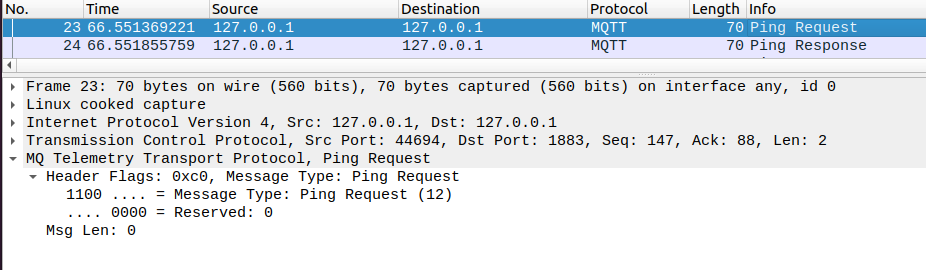 No. Time Source Destination Protocol Length Info
23 66.551369221 127.0.0.1 127.0.0.1 MQTT 70 Ping Request
24 66.551855759 127.0.0.1 127.0.0.1 MQTT 70 Ping Response
Frame 23: 70 bytes on wire (560 bits), 70 bytes captured (560 bits) on interface any, id 0
Linux cooked capture
Internet Protocol Version 4, Src: 127.0.0.1, Dst: 127.0.0.1
Transmission Control Protocol, Src Port: 44694, Dst Port: 1883, Seq: 147, Ack: 88, Len: 2
MQ Telemetry Transport Protocol, Ping Request
Header Flags: 0xc0, Message Type: Ping Request
1100 .... = Message Type: Ping Request (12)
.... 0000 = Reserved: 0
Msg Len: 0